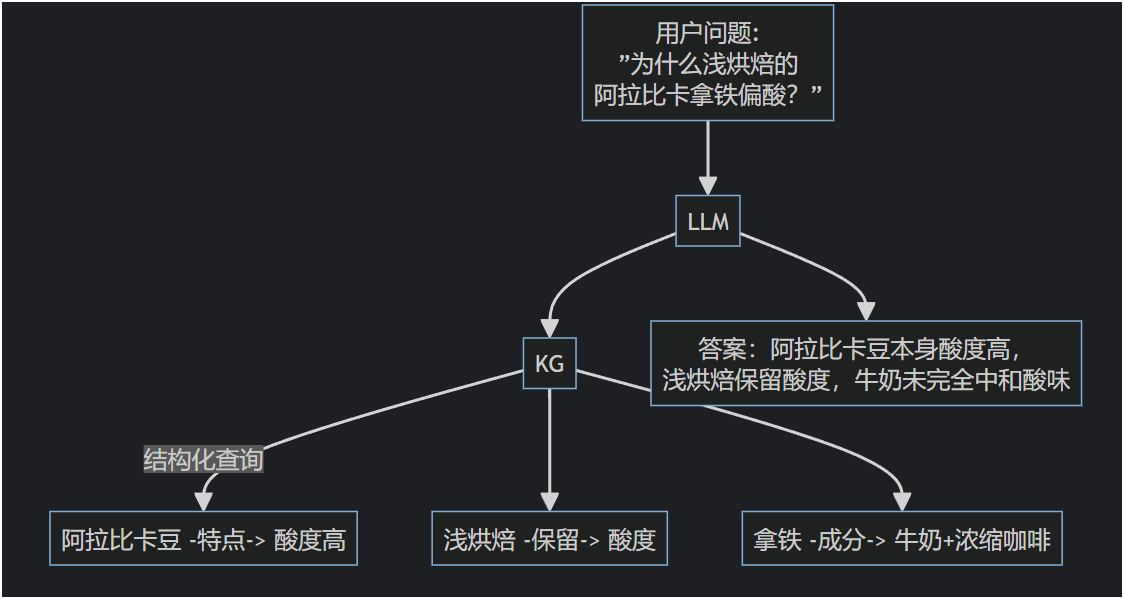 用户问题:
”为什么浅烘焙的
阿拉比卡拿铁偏酸？”
LLM
KG
答案：阿拉比卡豆本身酸度高，
浅烘焙保留酸度，牛奶未完全中和酸味
结构化查询
阿拉比卡豆 -特点-> 酸度高
浅烘焙 -保留-> 酸度
拿铁 -成分-> 牛奶+浓缩咖啡